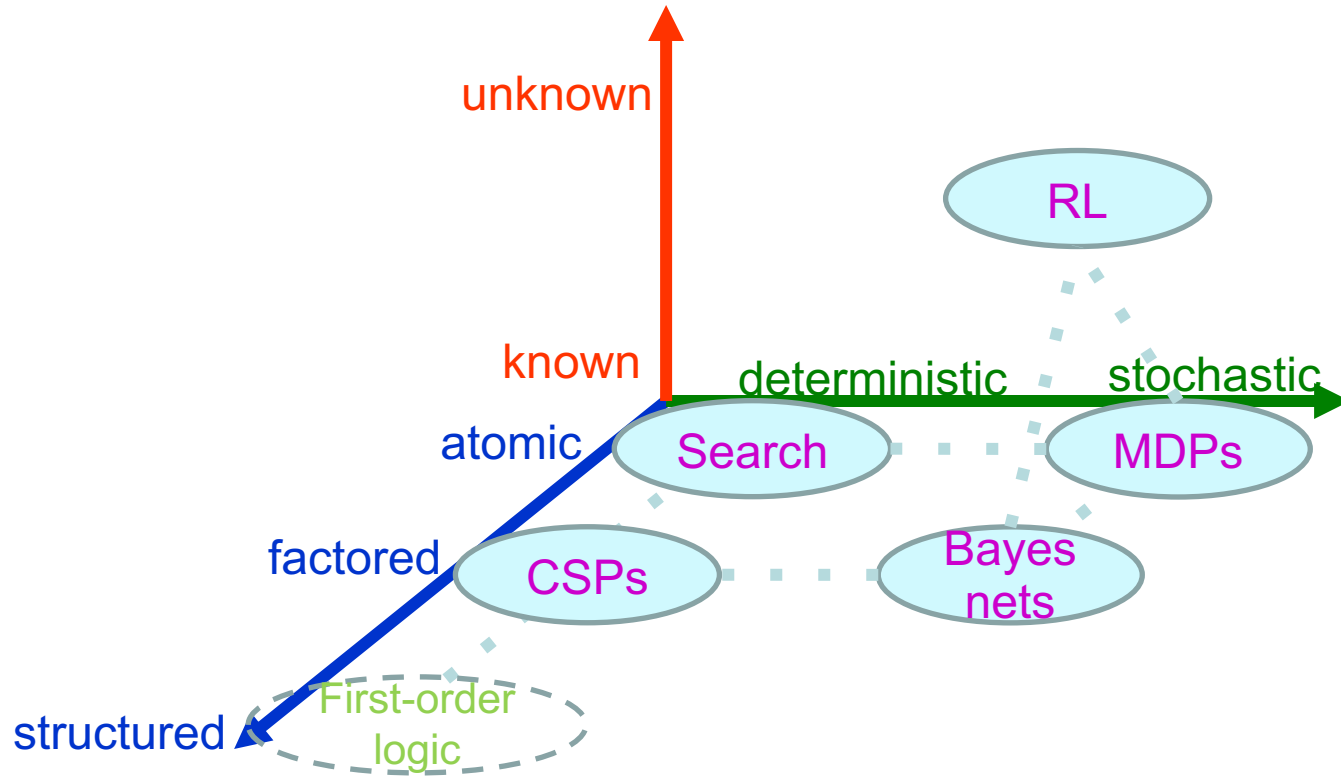 unknown
RL
known
deterministic
stochastic
atomic
Search
MDPs
factored
CSPs
Bayes
nets
First-order
logic
structured